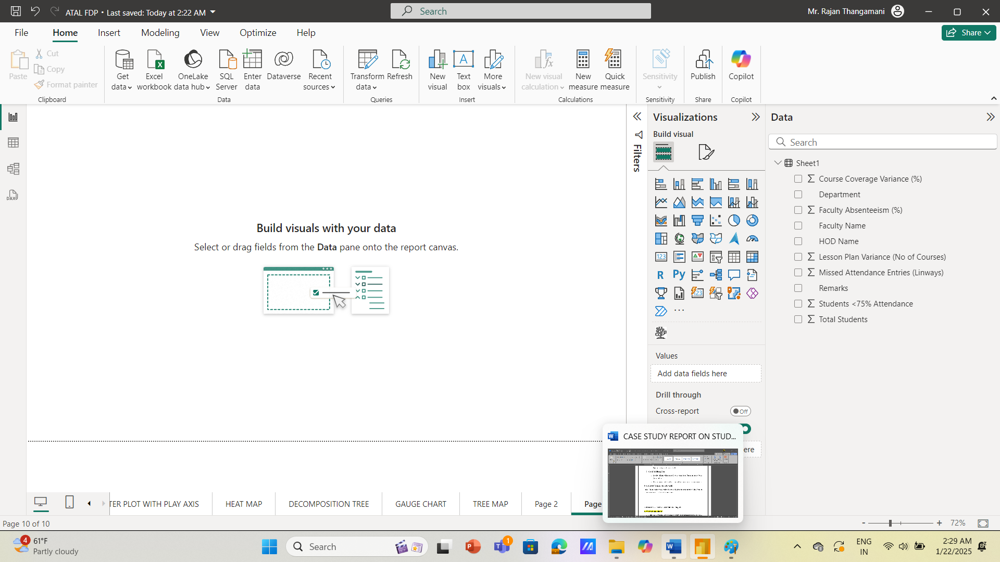 ATAL FDP • Last saved: Today at 2:22 AM
Search
Mr. Rajan Thangamani
File
Home
Insert
Modeling
View
Optimize
Help
Share
Paste
Cut
Copy
Format painter
Clipboard
Get data
Excel workbook
OneLake data hub
SQL Server
Enter data
Dataverse
Recent sources
Data
Transform data
Refresh
Queries
New visual
Text box
More visuals
Insert
New visual calculation
New measure
Quick measure
Calculations
Sensitivity
Sensitivity
Publish
Share
Copilot
Copilot
Build visuals with your data
Select or drag fields from the Data pane onto the report canvas.
Filters
Visualizations
Build visual
123
R
Py
123
Values
Add data fields here
Drill through
Cross-report
Off
ere
Data
Search
Sheet1
Course Coverage Variance (%)
Department
Faculty Absenteeism (%)
Faculty Name
HOD Name
Lesson Plan Variance (No of Courses)
Missed Attendance Entries (Linways)
Remarks
Students <75% Attendance
Total Students
CASE STUDY REPORT ON STUD...
TER PLOT WITH PLAY AXIS
HEAT MAP
DECOMPOSITION TREE
GAUGE CHART
TREE MAP
Page 2
Page
Page 10 of 10
- + 72%
4
61°F
Partly cloudy
Search
1
ENG
IN
2:29 AM
1/22/2025